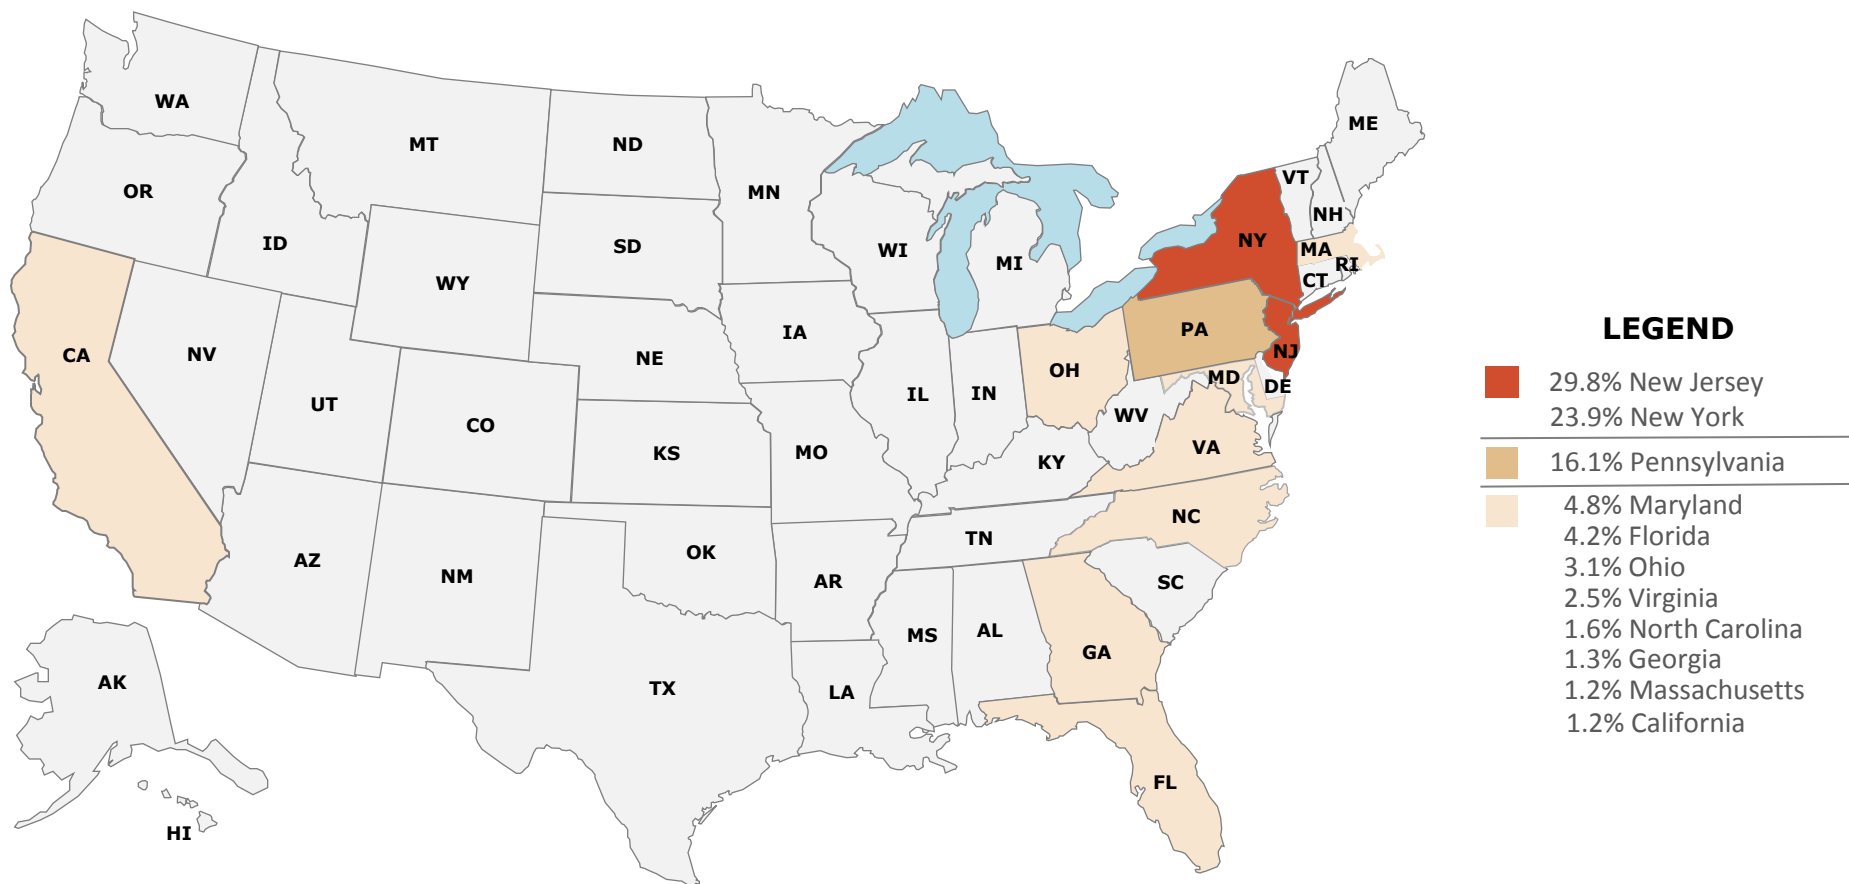 WA
ME
MT
ND
VT
OR
MN
NH
NY
ID
SD
WI
MA
MI
RI
CT
WY
IA
PA
NV
CA
NE
NJ
OH
MD
DE
UT
IL
IN
CO
WV
KS
MO
KY
VA
NC
TN
AZ
OK
NM
AR
SC
MS
AL
GA
AK
TX
LA
FL
HI
LEGEND
29.8% New Jersey
23.9% New York
16.1% Pennsylvania
4.8% Maryland
4.2% Florida
3.1% Ohio
2.5% Virginia
1.6% North Carolina
1.3% Georgia
1.2% Massachusetts
1.2% California